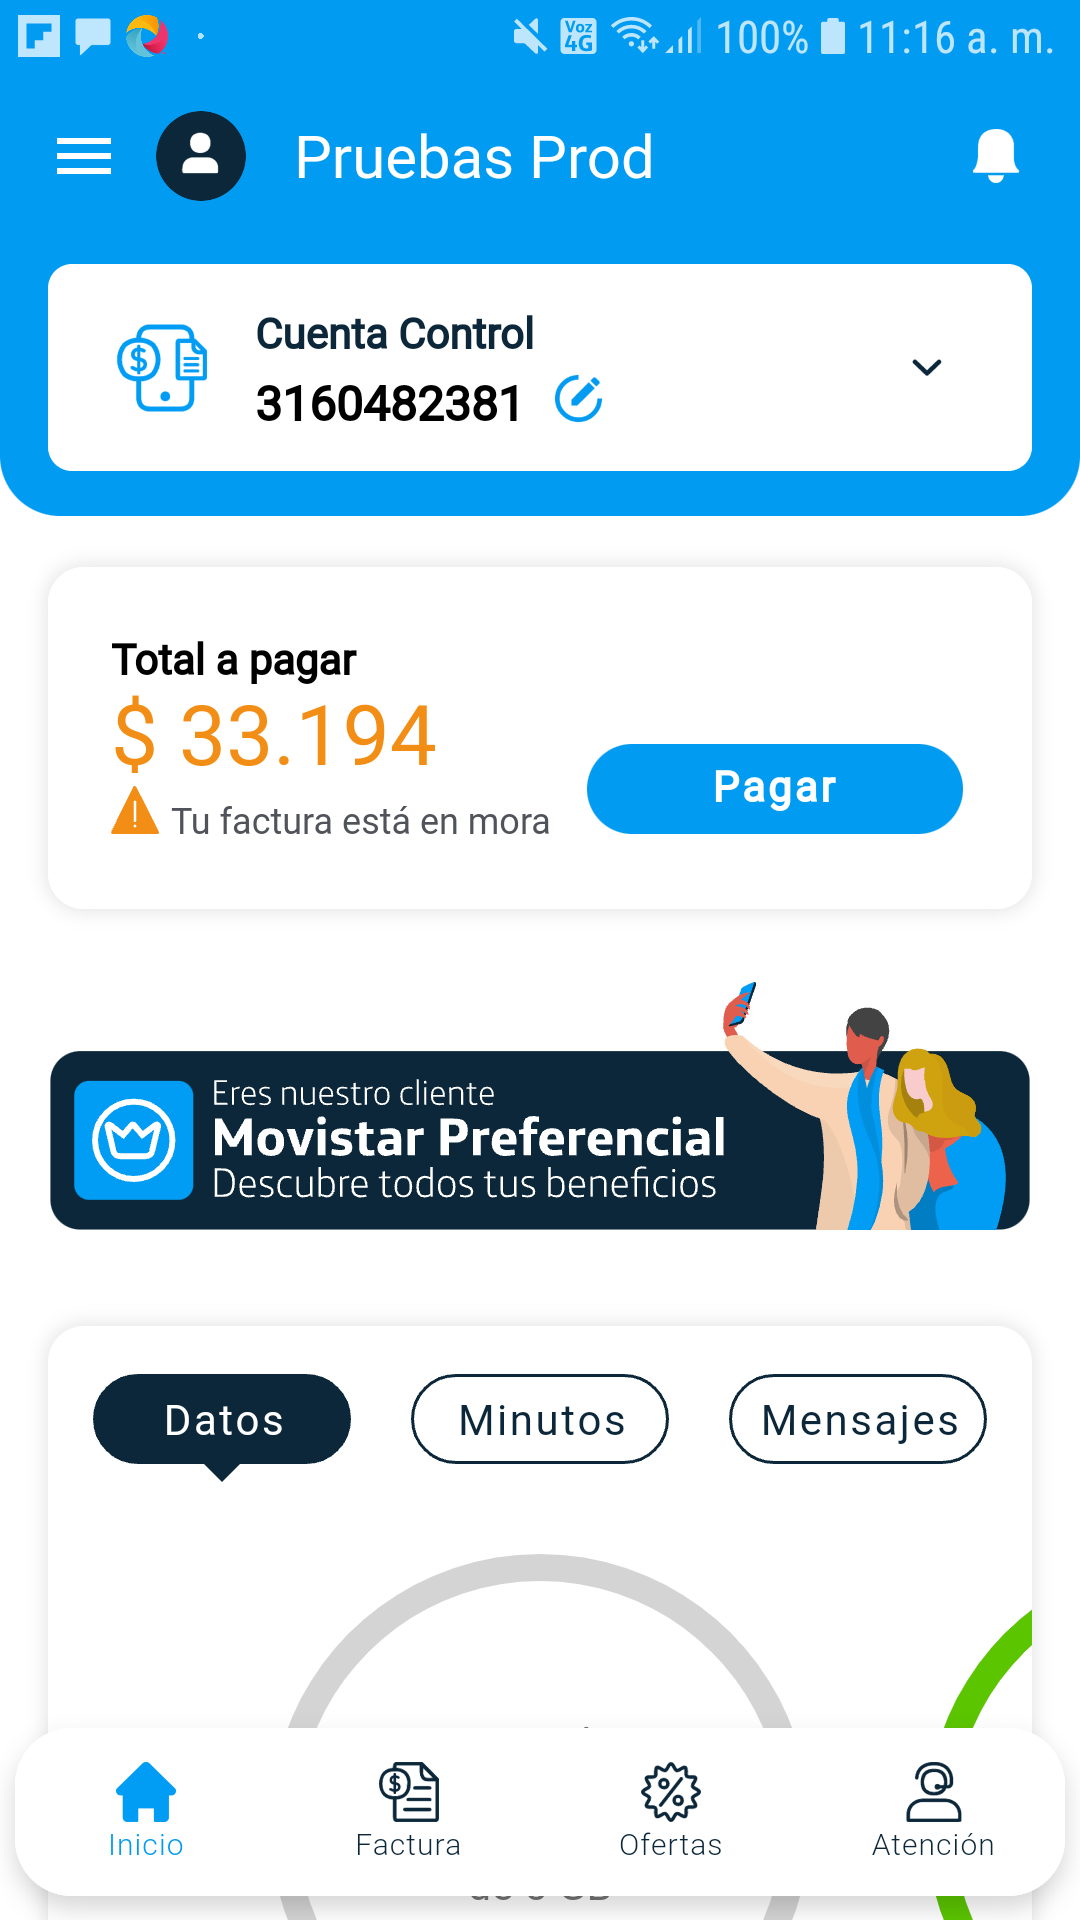 Voz 4G 100% 11:16 a. m.
Pruebas Prod
Cuenta Control
3160482381
Total a pagar
$ 33.194
Tu factura está en mora
Pagar
Eres nuestro cliente
Movistar Preferencial
Descubre todos tus beneficios
Datos Minutos Mensajes
Inicio Factura Ofertas Atención